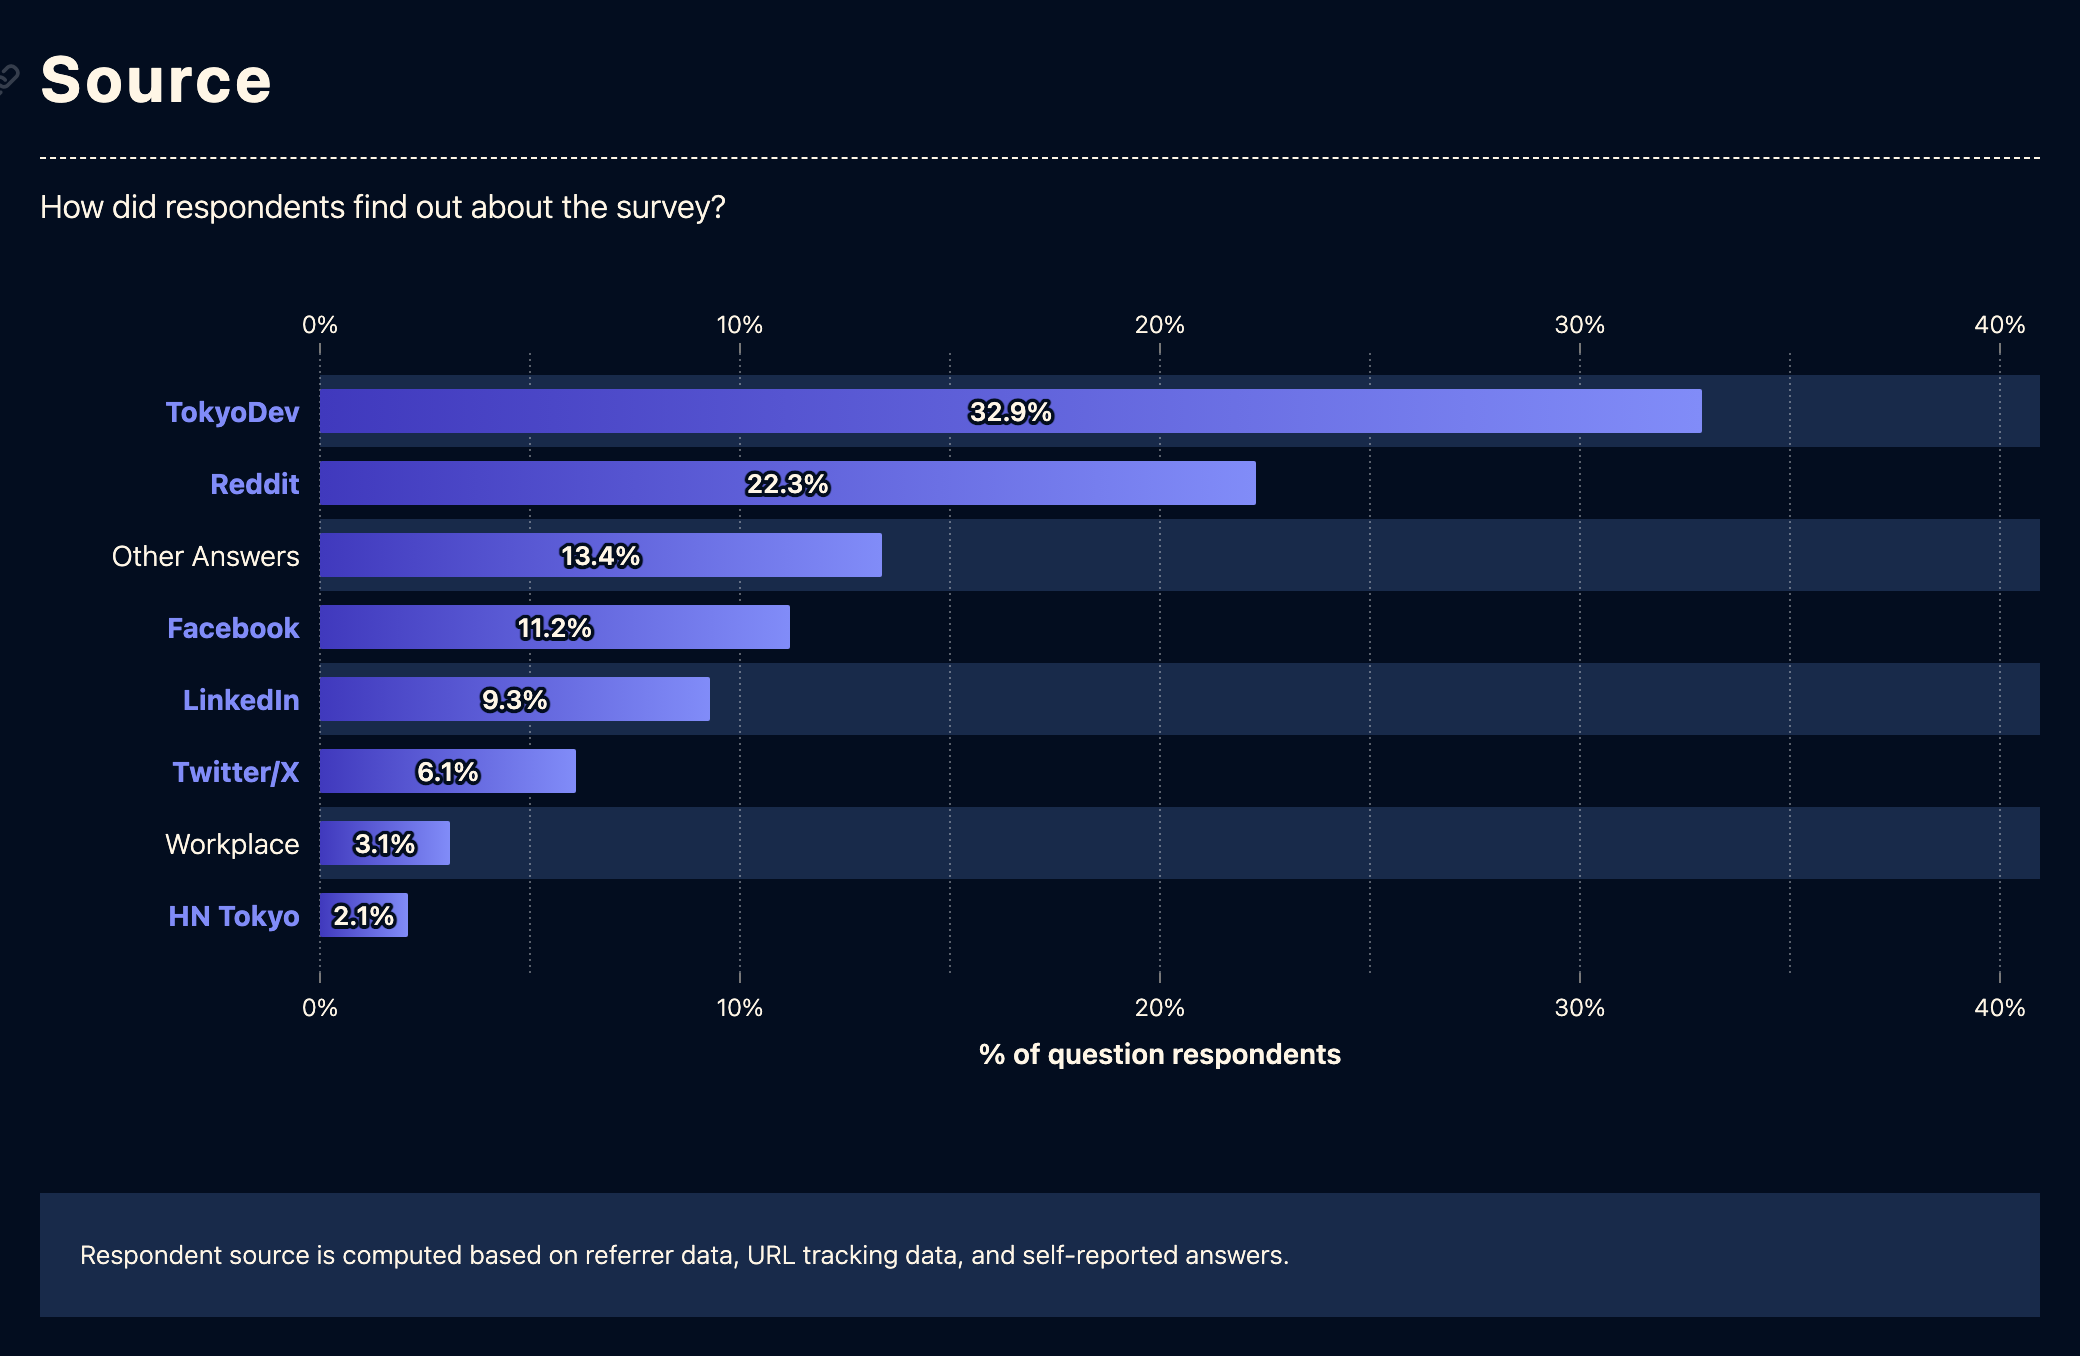 Source
How did respondents find out about the survey?
0% 10% 20% 30% 40%
TokyoDev 32.9%
Reddit 22.3%
Other Answers 13.4%
Facebook 11.2%
LinkedIn 9.3%
Twitter/X 6.1%
Workplace 3.1%
HN Tokyo 2.1%
0% 10% 20% 30% 40%
% of question respondents
Respondent source is computed based on referrer data, URL tracking data, and self-reported answers.